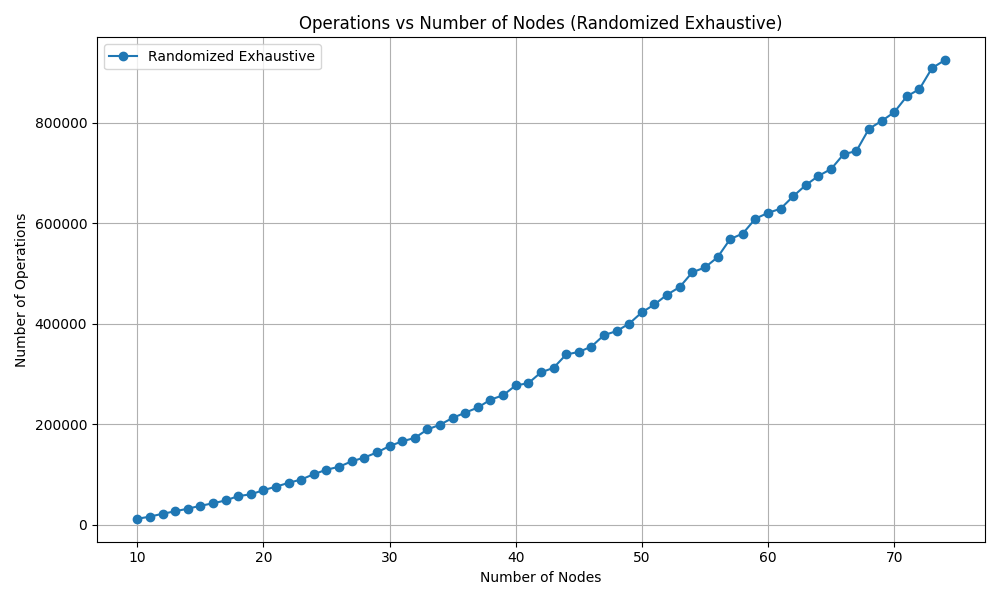 Operations vs Number of Nodes (Randomized Exhaustive)
Randomized Exhaustive
Number of Operations
800000
600000
400000
200000
0
10 20 30 40 50 60 70
Number of Nodes